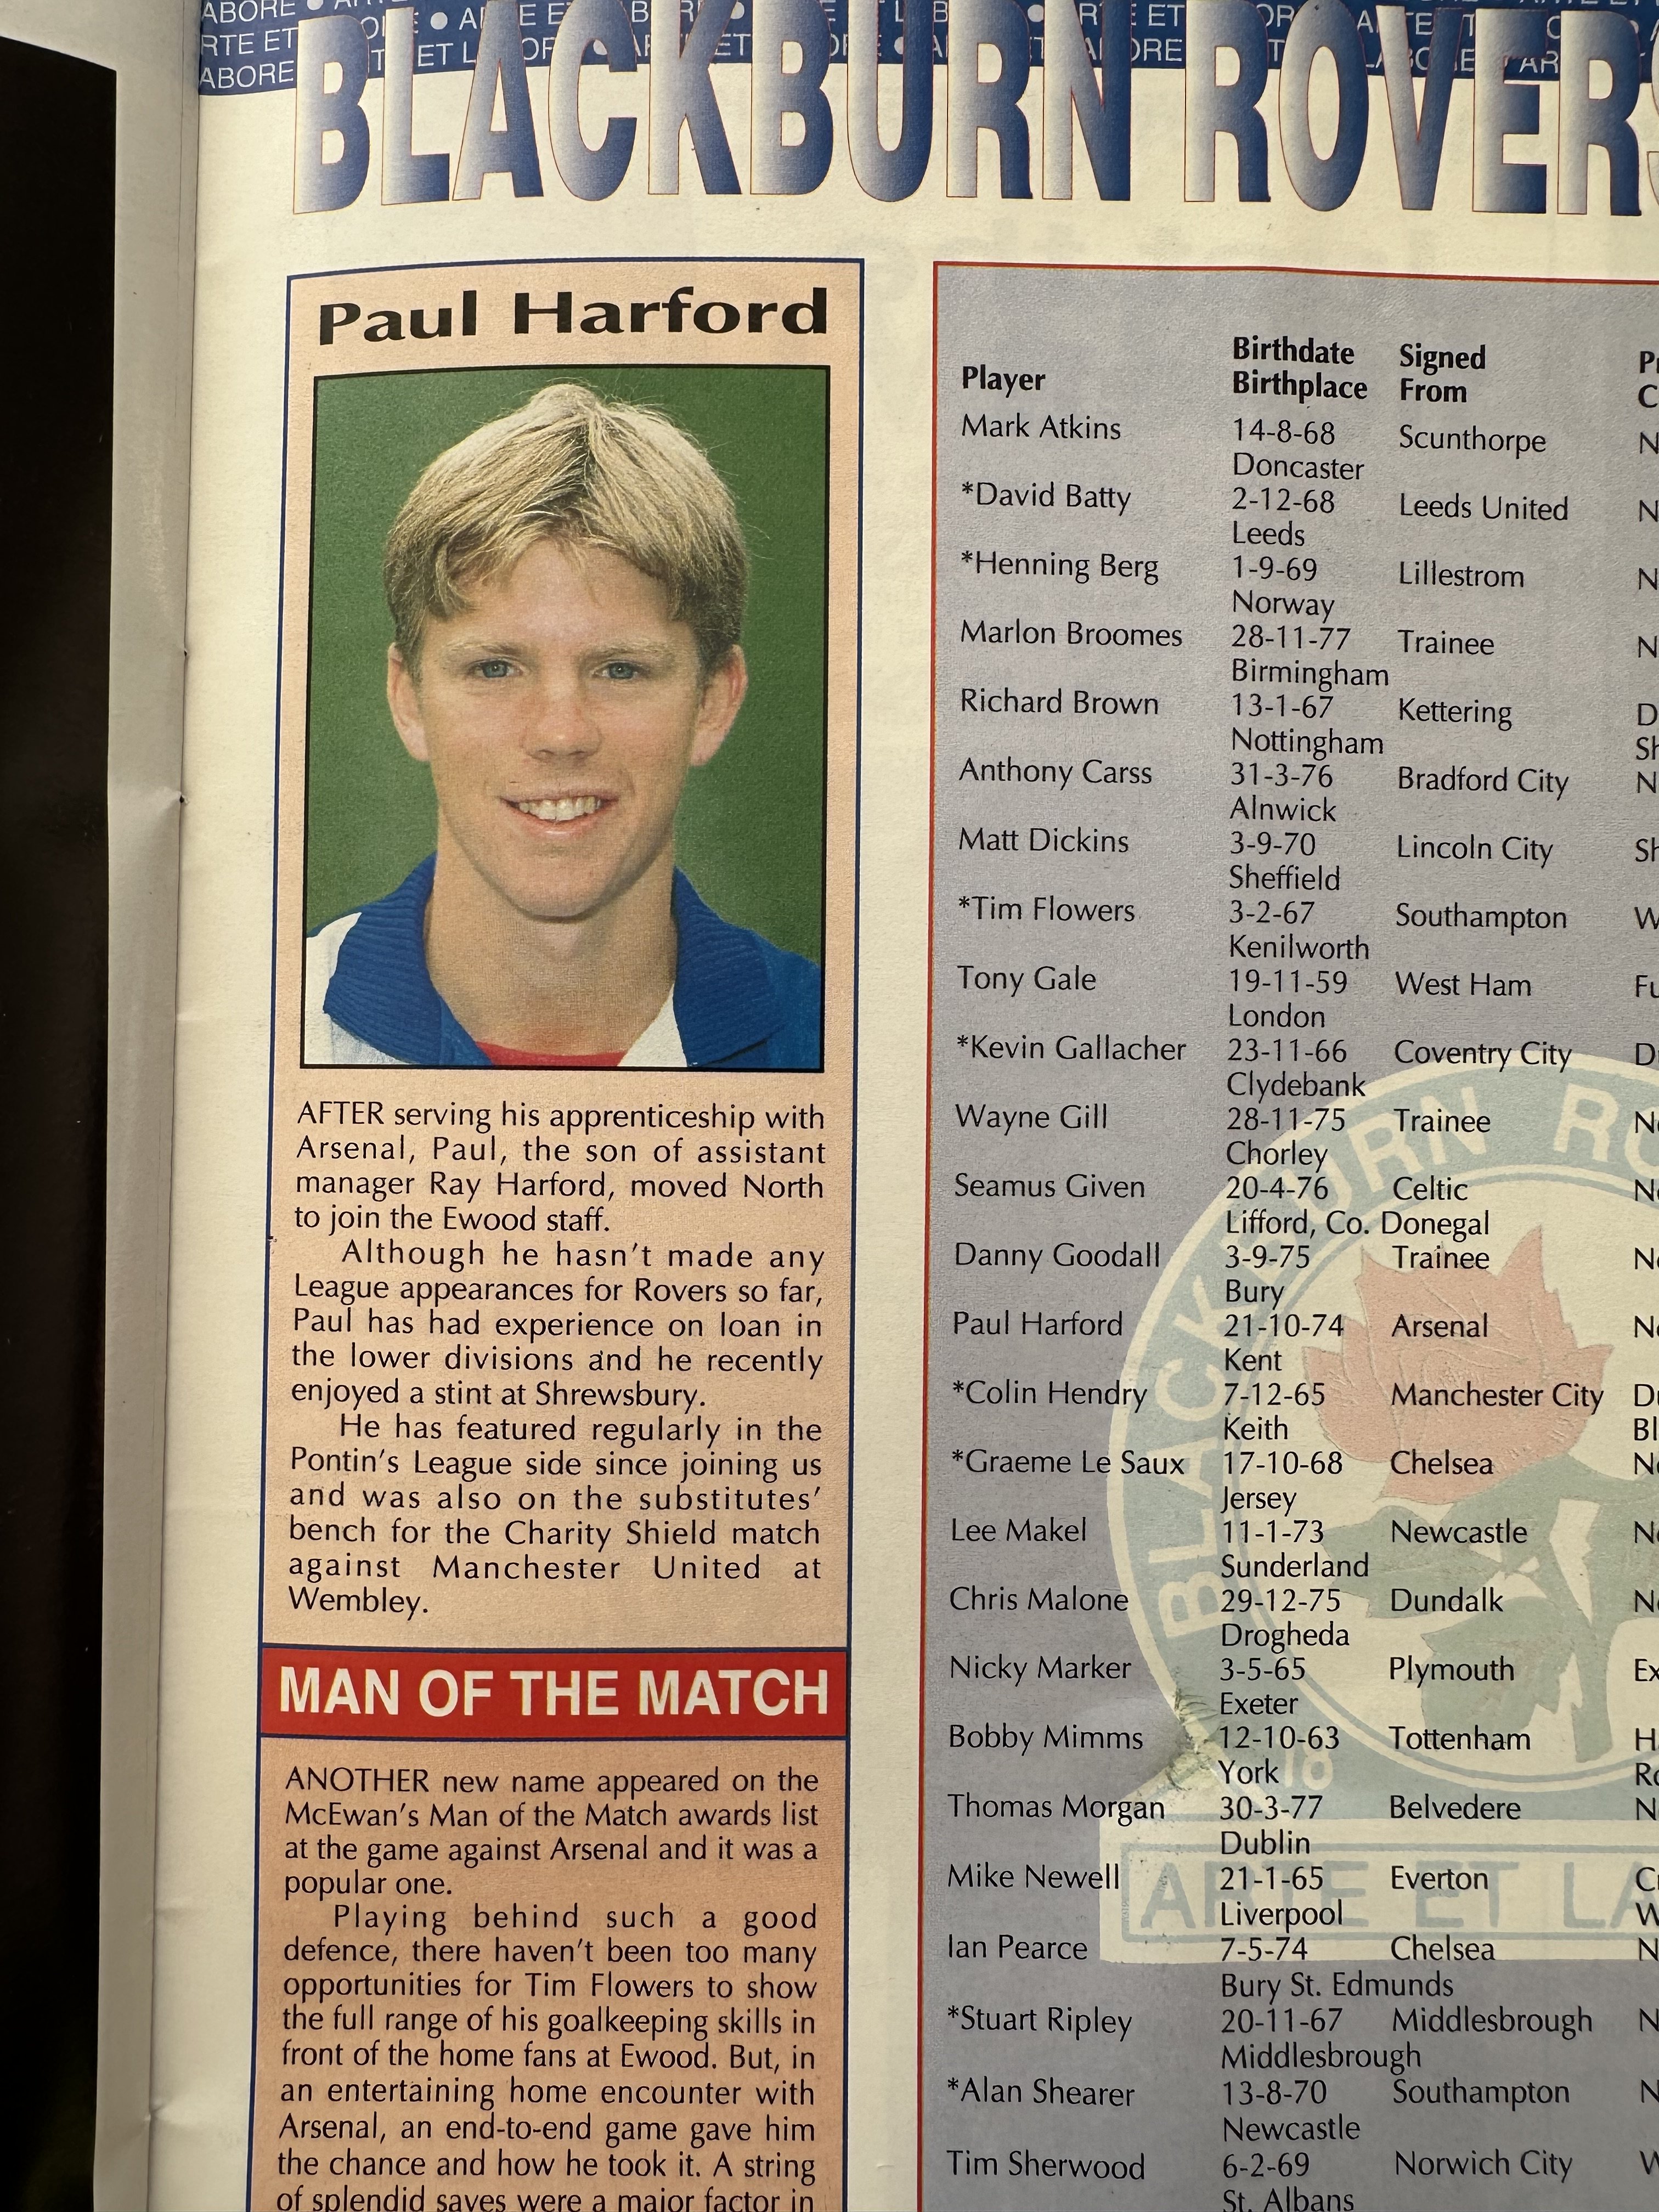 BLACKBURN ROVERS
Paul Harford
AFTER serving his apprenticeship with
Arsenal, Paul, the son of assistant
manager Ray Harford, moved North
to join the Ewood staff.
Although he hasn't made any
League appearances for Rovers so far,
Paul has had experience on loan in
the lower divisions and he recently
enjoyed a stint at Shrewsbury.
He has featured regularly in the
Pontin's League side since joining us
and was also on the substitutes'
bench for the Charity Shield match
against Manchester United at
Wembley.
MAN OF THE MATCH
ANOTHER new name appeared on the
McEwan's Man of the Match awards list
at the game against Arsenal and it was a
popular one.
Playing behind such a good
defence, there haven't been too many
opportunities for Tim Flowers to show
the full range of his goalkeeping skills in
front of the home fans at Ewood. But, in
an entertaining home encounter with
Arsenal, an end-to-end game gave him
the chance and how he took it. A string
of splendid saves were a major factor in
Birthdate Signed
Player Birthplace From
Mark Atkins 14-8-68 Scunthorpe
Doncaster
*David Batty 2-12-68 Leeds United
Leeds
*Henning Berg 1-9-69 Lillestrom
Norway
Marlon Broomes 28-11-77 Trainee
Birmingham
Richard Brown 13-1-67 Kettering
Nottingham
Anthony Carss 31-3-76 Bradford City
Alnwick
Matt Dickins 3-9-70 Lincoln City
Sheffield
*Tim Flowers 3-2-67 Southampton
Kenilworth
Tony Gale 19-11-59 West Ham
London
*Kevin Gallacher 23-11-66 Coventry City
Clydebank
Wayne Gill 28-11-75 Trainee
Chorley
Seamus Given 20-4-76 Celtic
Lifford, Co. Donegal
Danny Goodall 3-9-75 Trainee
Bury
Paul Harford 21-10-74 Arsenal
Kent
*Colin Hendry 7-12-65 Manchester City
Keith
*Graeme Le Saux 17-10-68 Chelsea
Jersey
Lee Makel 11-1-73 Newcastle
Sunderland
Chris Malone 29-12-75 Dundalk
Drogheda
Nicky Marker 3-5-65 Plymouth
Exeter
Bobby Mimms 12-10-63 Tottenham
York
Thomas Morgan 30-3-77 Belvedere
Dublin
Mike Newell 21-1-65 Everton
Liverpool
Ian Pearce 7-5-74 Chelsea
Bury St. Edmunds
*Stuart Ripley 20-11-67 Middlesbrough
Middlesbrough
*Alan Shearer 13-8-70 Southampton
Newcastle
Tim Sherwood 6-2-69 Norwich City
St. Albans
BLACKBURN RO
ARTE ET LA